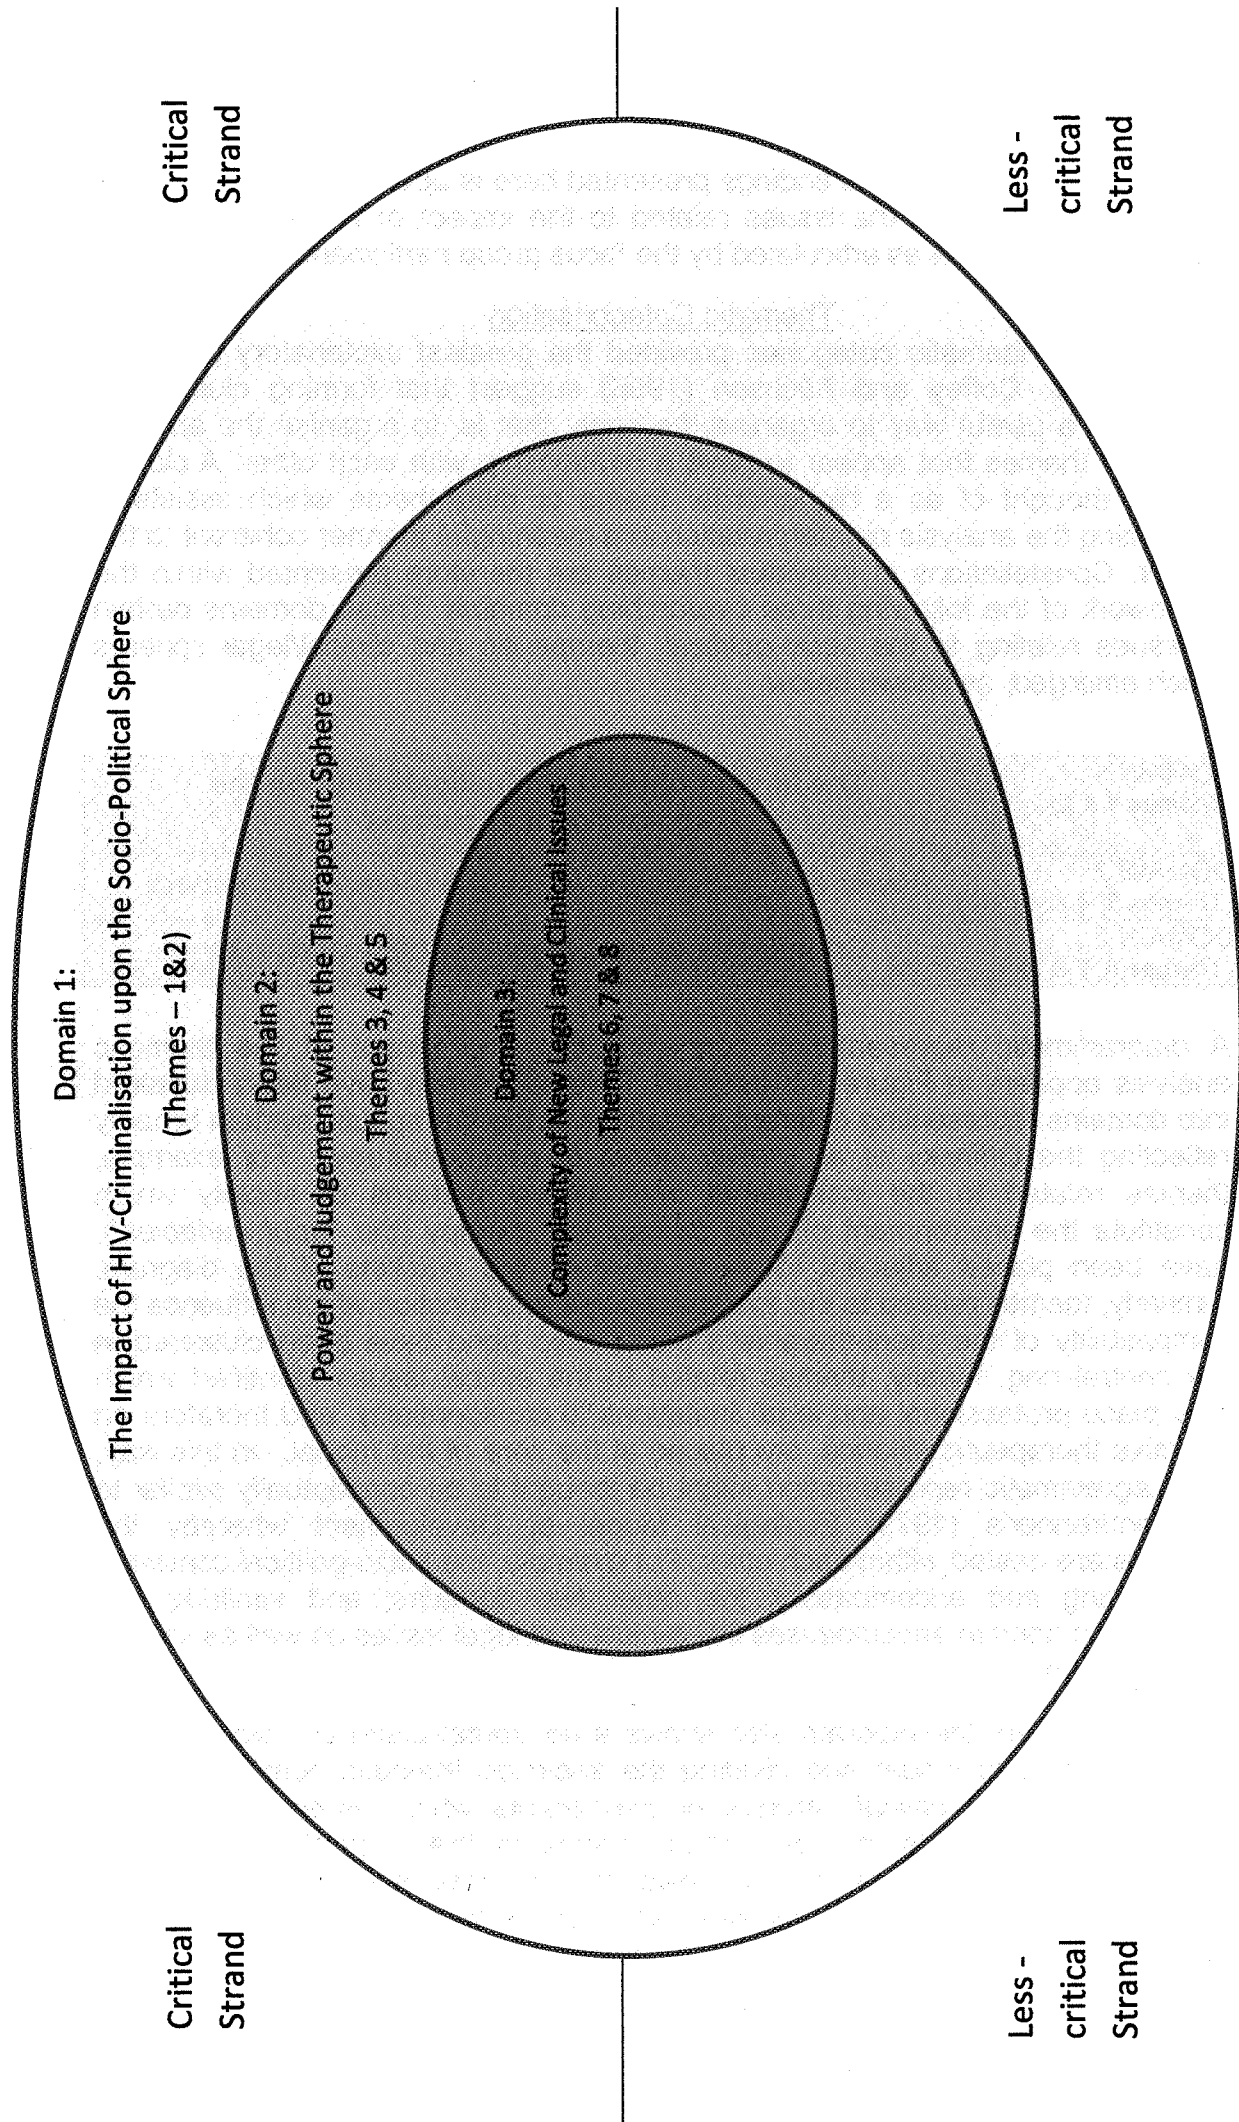 Domain 1:
The Impact of HIV-Criminalisation upon the Socio-Political Sphere
(Themes – 1&2)
Critical
Strand
Critical
Strand
Domain 2:
Power and Judgement within the Therapeutic Sphere
Themes 3, 4 & 5
Domain 3:
Complexity of New Legal and Clinical Issues
Themes 6, 7 & 8
Less -
critical
Strand
Less -
critical
Strand